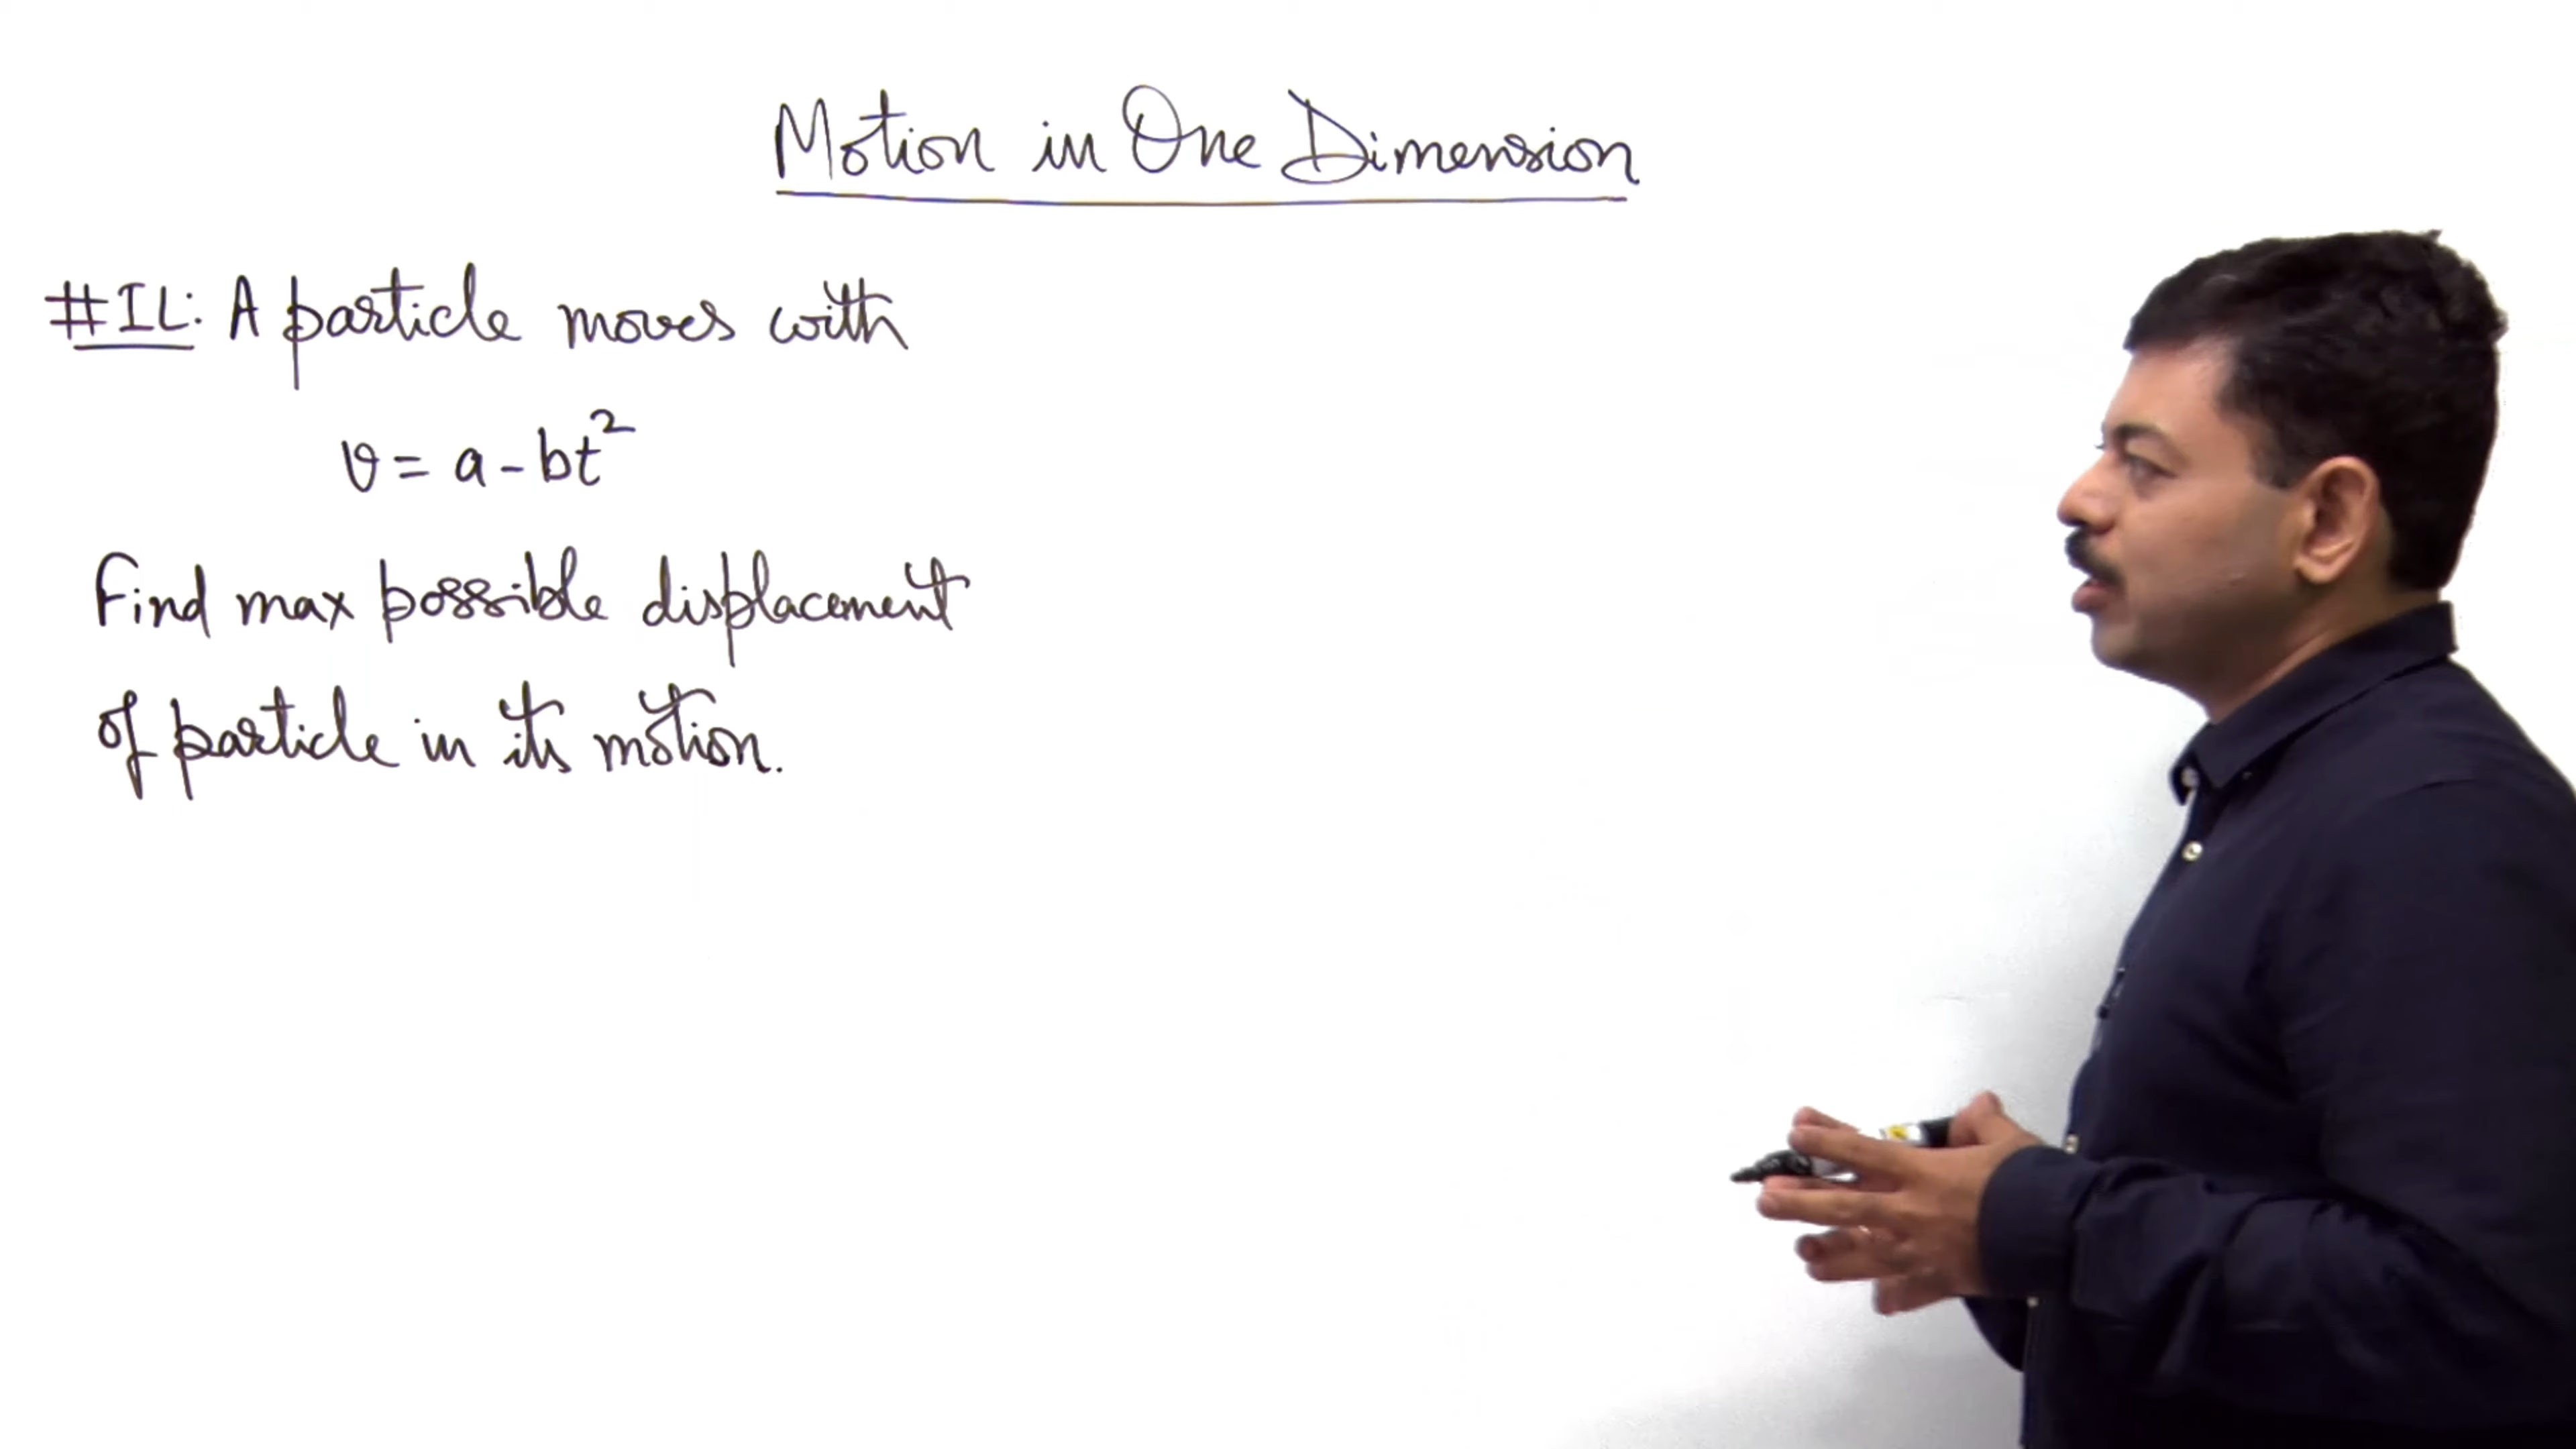 Motion in One Dimension
#IL: A particle moves with
v = a - bt²
Find max possible displacement
of particle in its motion.